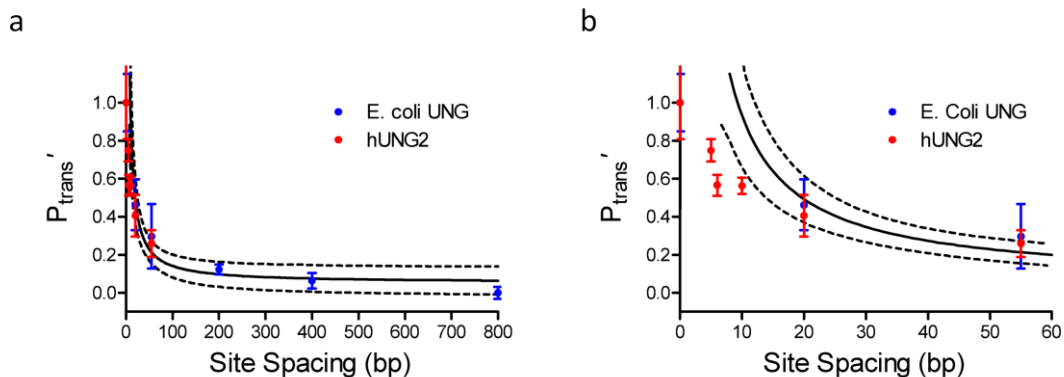 a
P_trans'
1.0
0.8
0.6
0.4
0.2
0.0
E. coli UNG
hUNG2
0 100 200 300 400 500 600 700 800
Site Spacing (bp)
b
P_trans'
1.0
0.8
0.6
0.4
0.2
0.0
E. Coli UNG
hUNG2
0 10 20 30 40 50 60
Site Spacing (bp)